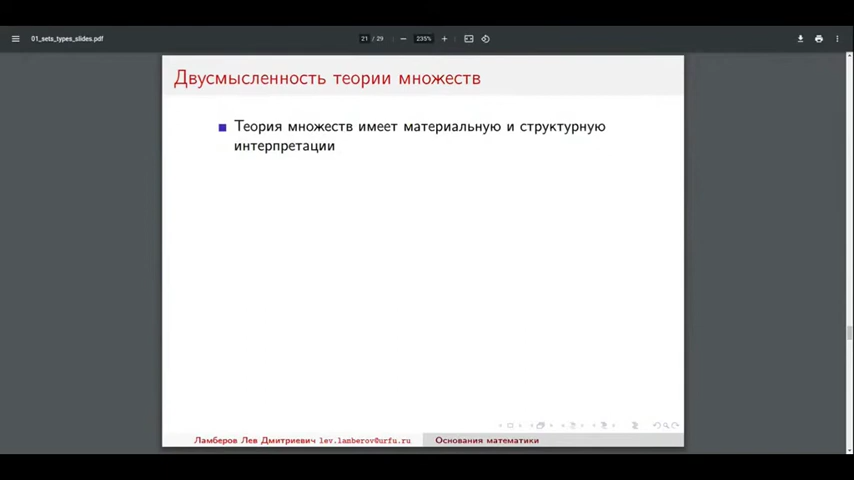 01_sets_types_slides.pdf
21 / 29
235%
Двусмысленность теории множеств
Теория множеств имеет материальную и структурную
интерпретации
Ламберов Лев Дмитриевич lev.lamberov@urfu.ru
Основания математики